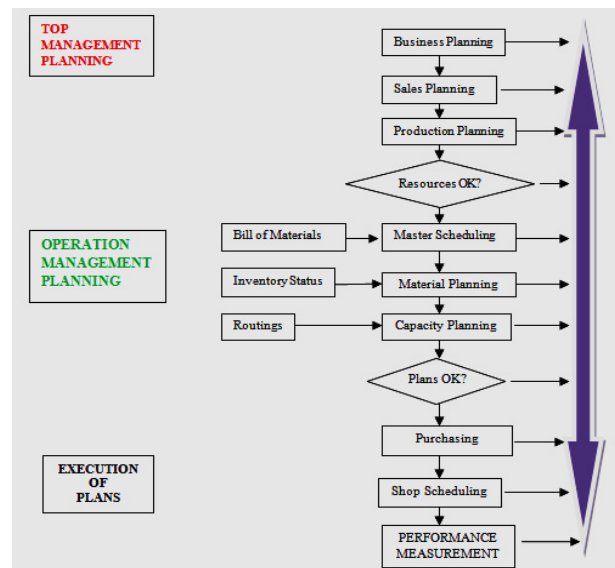 TOP
MANAGEMENT
PLANNING
Business Planning
Sales Planning
Production Planning
Resources OK?
OPERATION
MANAGEMENT
PLANNING
Bill of Materials
Master Scheduling
Inventory Status
Material Planning
Routings
Capacity Planning
Plans OK?
Purchasing
EXECUTION
OF
PLANS
Shop Scheduling
PERFORMANCE
MEASUREMENT